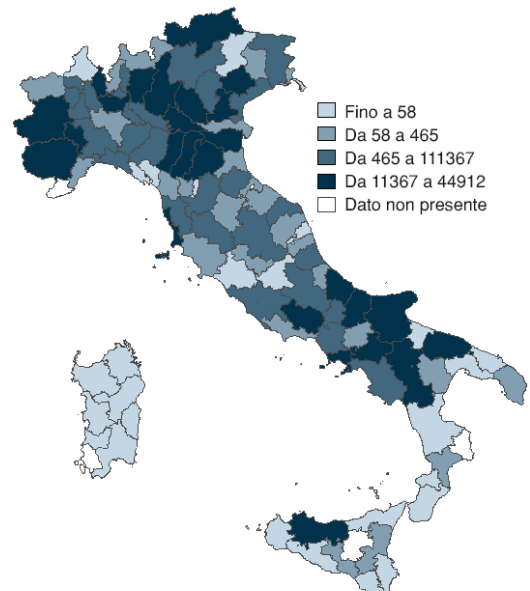 Fino a 58
Da 58 a 465
Da 465 a 111367
Da 11367 a 44912
Dato non presente